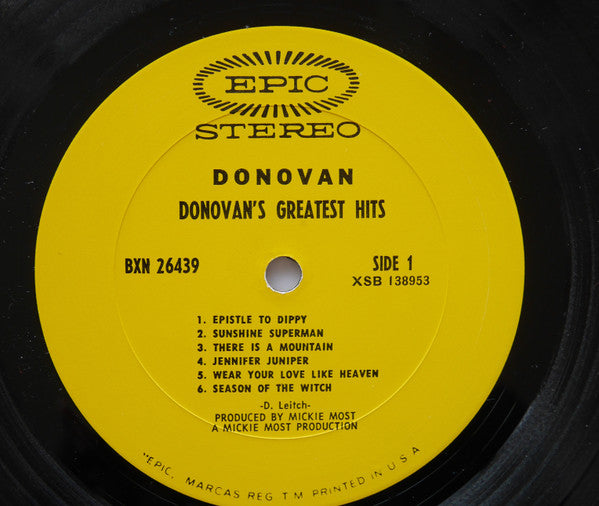 EPIC
STEREO
DONOVAN
DONOVAN'S GREATEST HITS
BXN 26439
SIDE 1
XSB 138953
1. EPISTLE TO DIPPY
2. SUNSHINE SUPERMAN
3. THERE IS A MOUNTAIN
4. JENNIFER JUNIPER
5. WEAR YOUR LOVE LIKE HEAVEN
6. SEASON OF THE WITCH
-D. Leitch-
PRODUCED BY MICKIE MOST
A MICKIE MOST PRODUCTION
"EPIC, MARCAS REG. T M PRINTED IN U S A